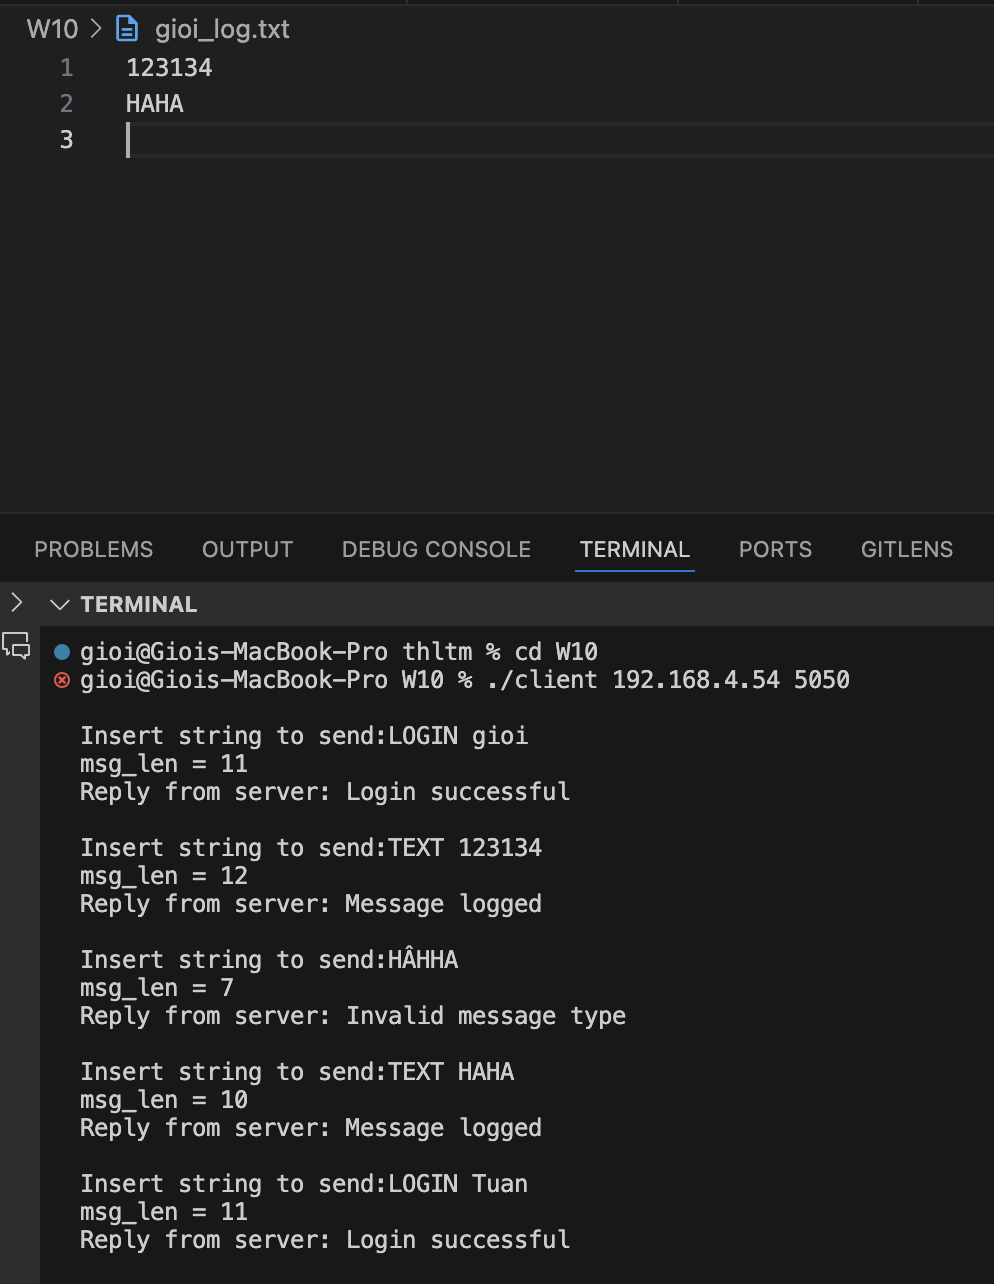 W10 > gioi_log.txt
1 123134
2 HAHA
3
PROBLEMS OUTPUT DEBUG CONSOLE TERMINAL PORTS GITLENS
TERMINAL
gioi@Giois-MacBook-Pro thltm % cd W10
gioi@Giois-MacBook-Pro W10 % ./client 192.168.4.54 5050
Insert string to send:LOGIN gioi
msg_len = 11
Reply from server: Login successful
Insert string to send:TEXT 123134
msg_len = 12
Reply from server: Message logged
Insert string to send:HÂHHA
msg_len = 7
Reply from server: Invalid message type
Insert string to send:TEXT HAHA
msg_len = 10
Reply from server: Message logged
Insert string to send:LOGIN Tuan
msg_len = 11
Reply from server: Login successful